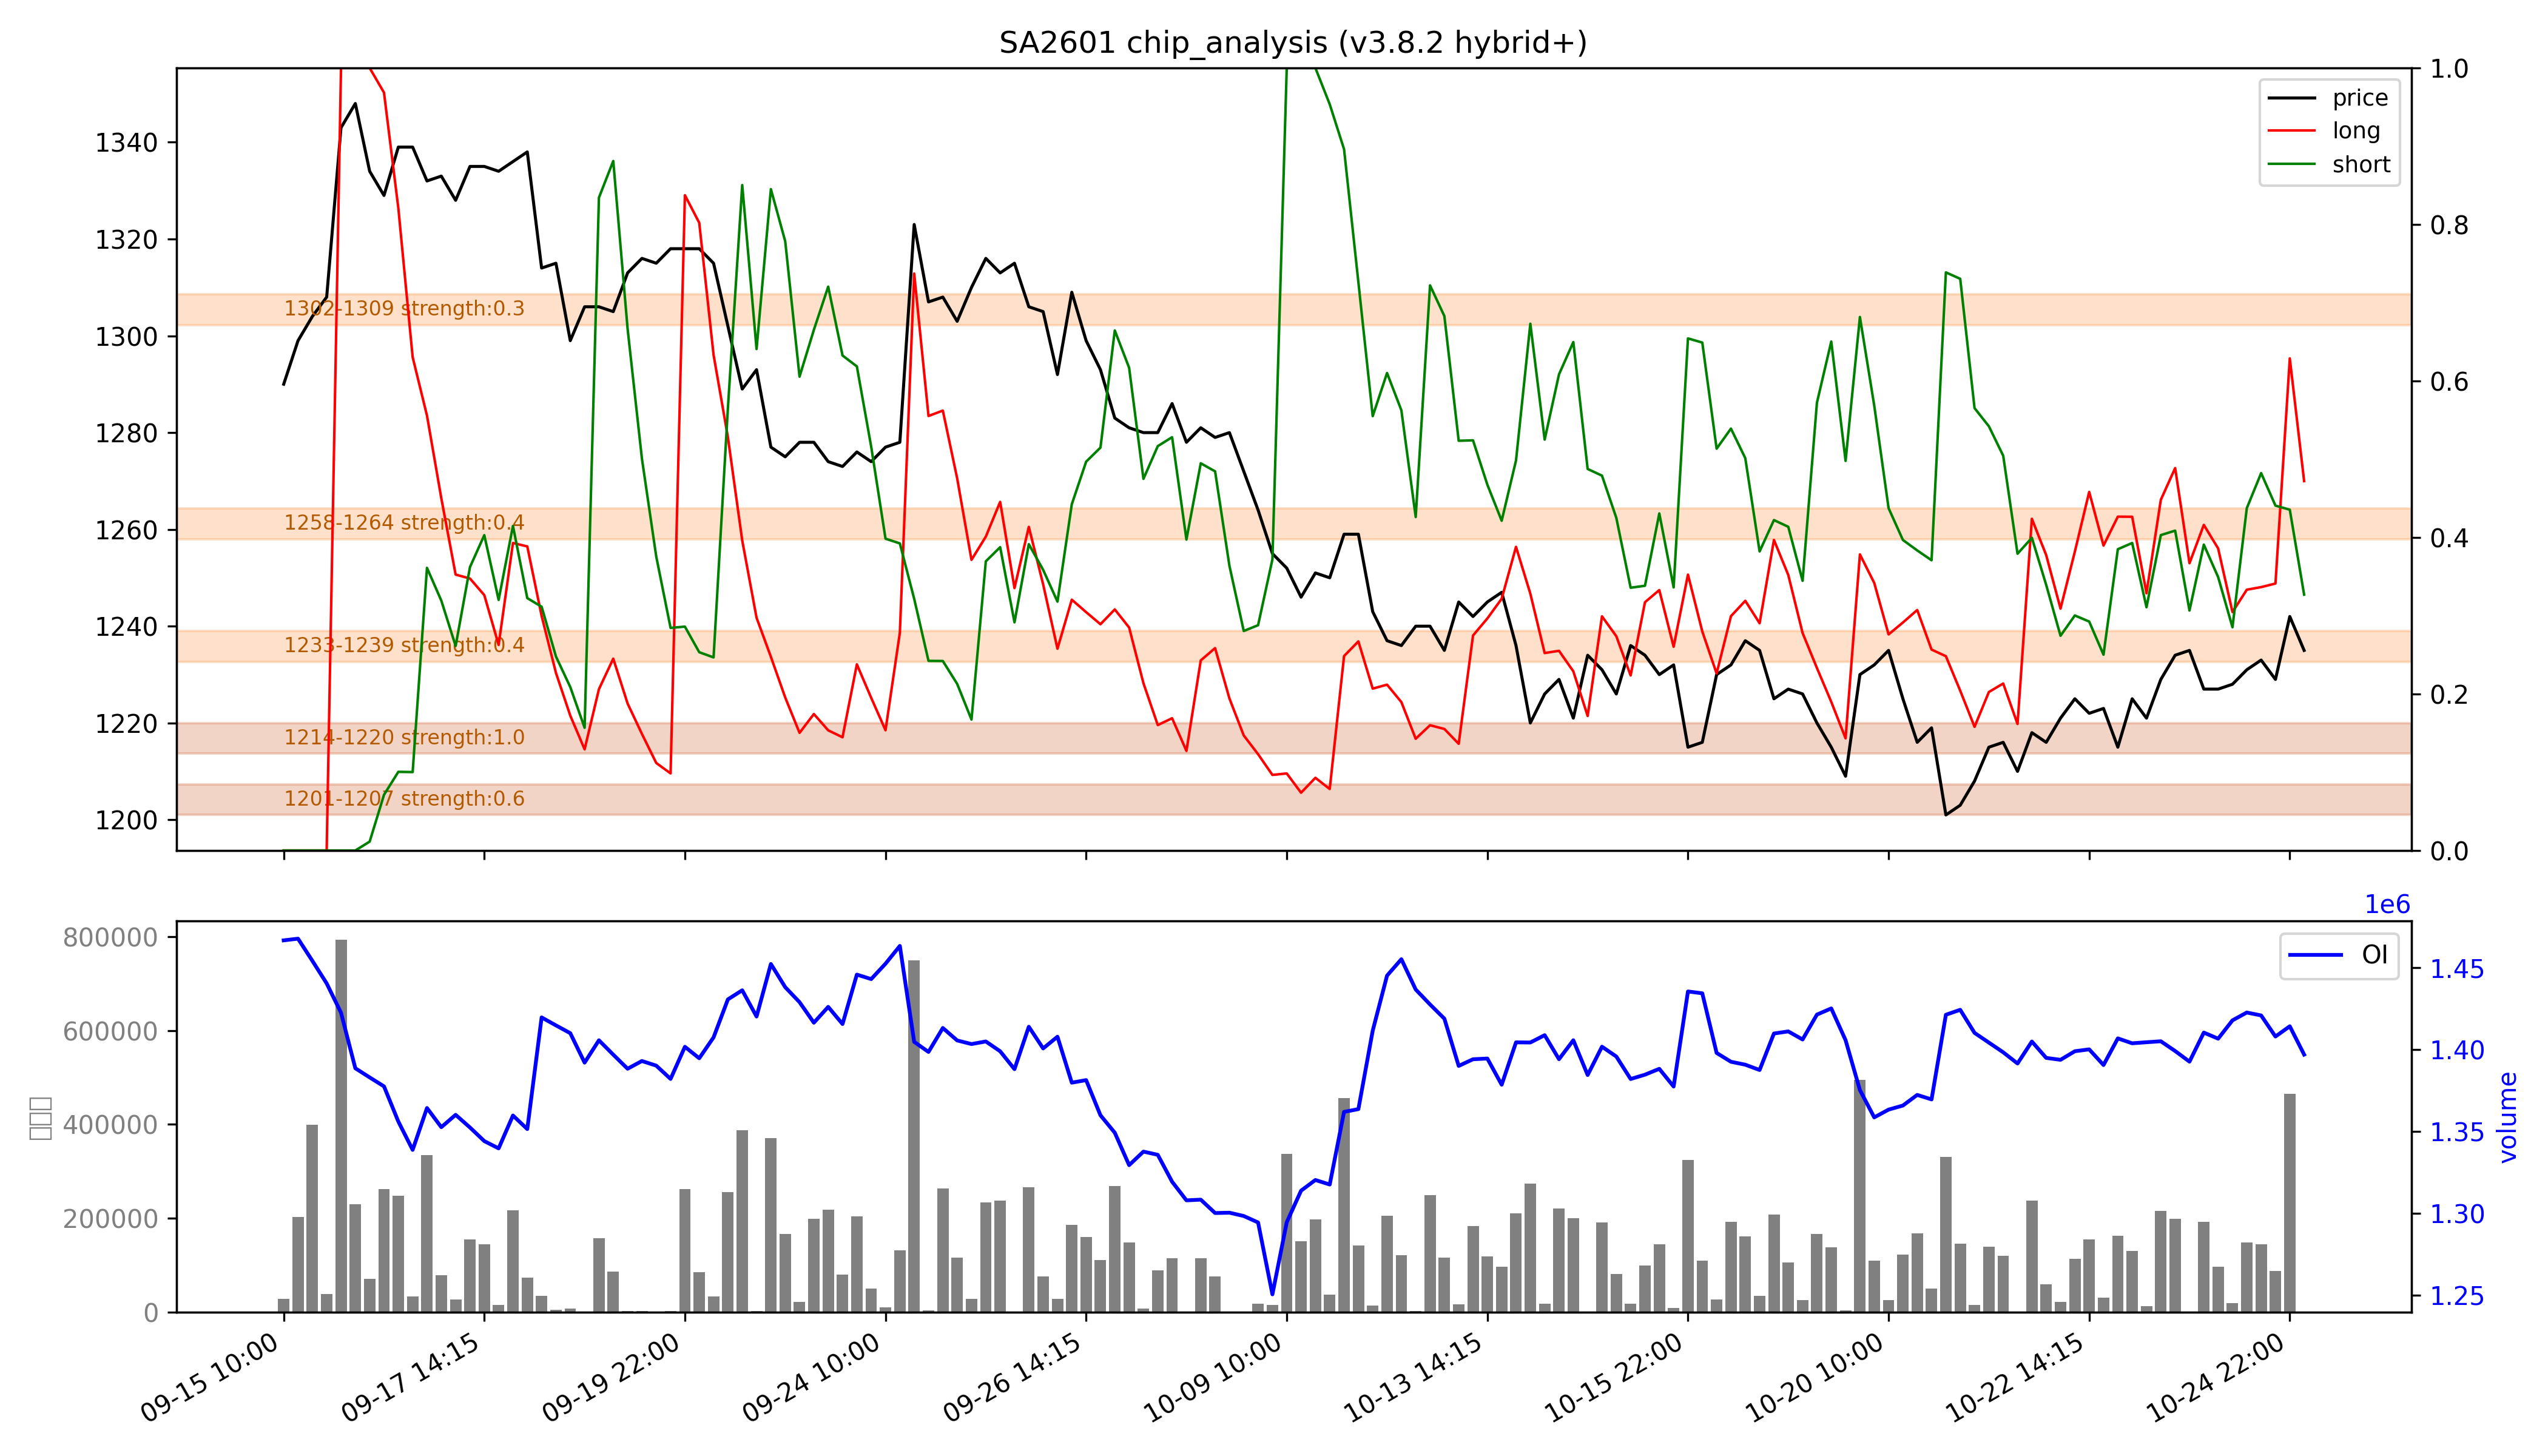 SA2601 chip_analysis (v3.8.2 hybrid+)
1340
1320
1300
1280
1260
1240
1220
1200
1.0
0.8
0.6
0.4
0.2
0.0
price
long
short
1302-1309 strength:0.3
1258-1264 strength:0.4
1233-1239 strength:0.4
1214-1220 strength:1.0
1201-1207 strength:0.6
1e6
800000
600000
400000
200000
0
OI
1.45
1.40
1.35
1.30
1.25
volume
09-15 10:00
09-17 14:15
09-19 22:00
09-24 10:00
09-26 14:15
10-09 10:00
10-13 14:15
10-15 22:00
10-20 10:00
10-22 14:15
10-24 22:00